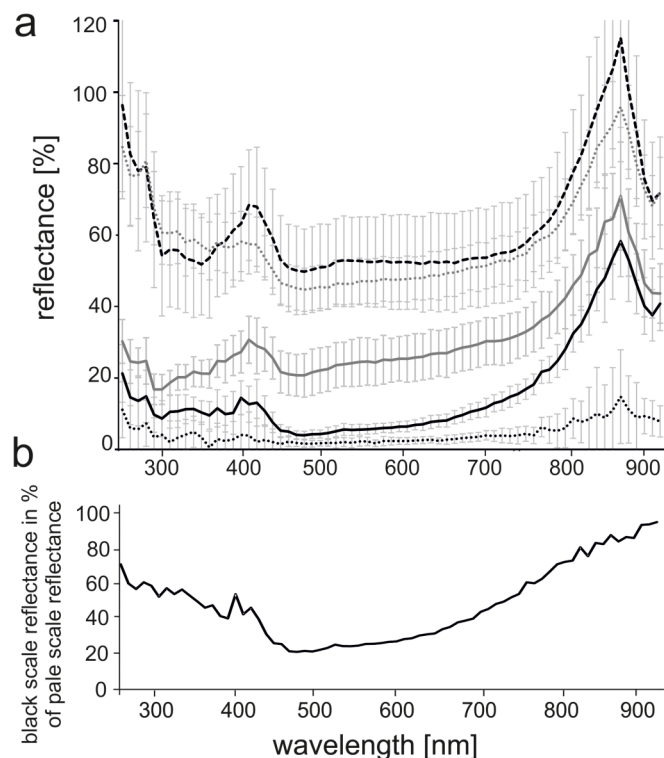 a
120
100
80
60
40
20
0
reflectance [%]
300 400 500 600 700 800 900
b
100
80
60
40
20
0
black scale reflectance in %
of pale scale reflectance
300 400 500 600 700 800 900
wavelength [nm]